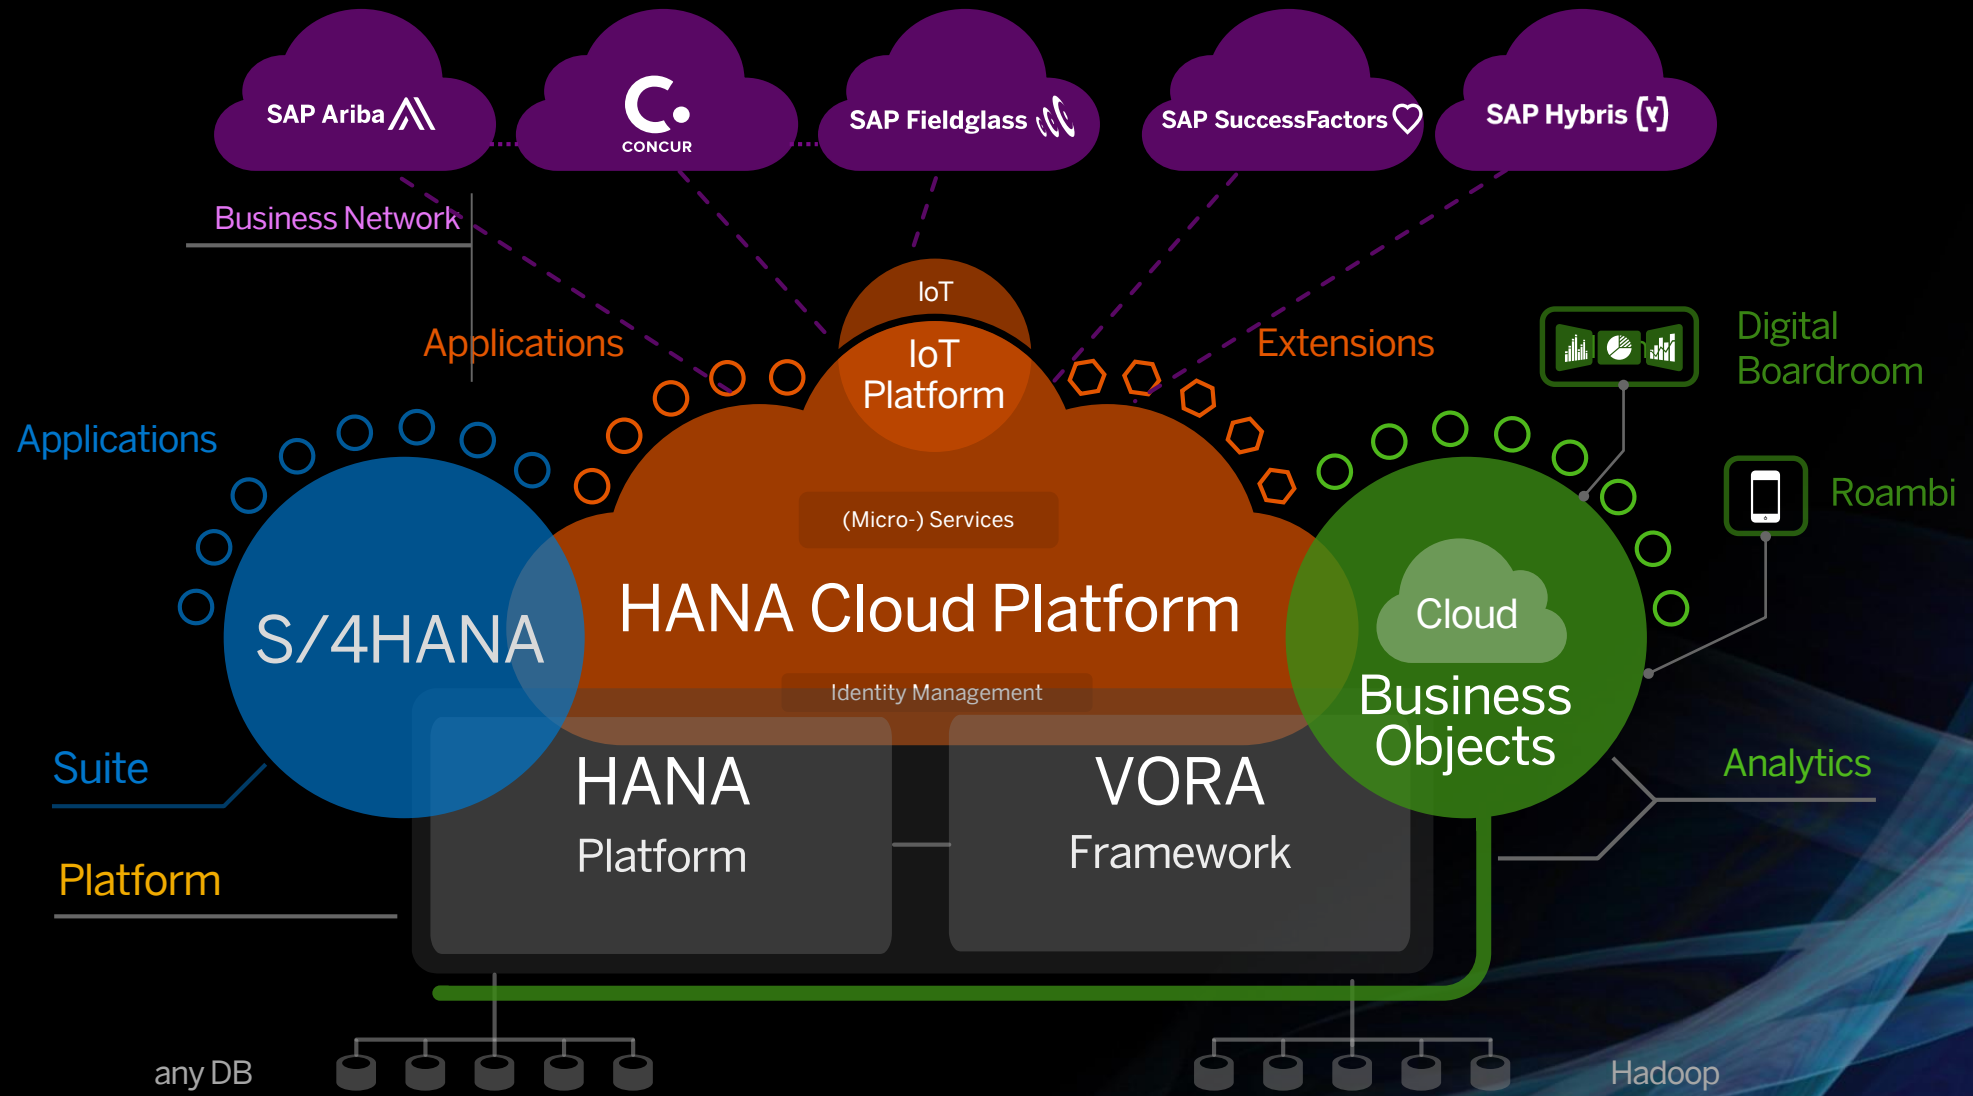 SAP Ariba
CONCUR
SAP Fieldglass
SAP SuccessFactors
SAP Hybris (v)
Business Network
IoT
Applications
IoT
Platform
Extensions
Digital
Boardroom
Applications
Roambi
(Micro-) Services
S/4HANA
HANA Cloud Platform
Cloud
Identity Management
Business
Objects
Suite
HANA
Platform
VORA
Framework
Analytics
Platform
any DB
Hadoop